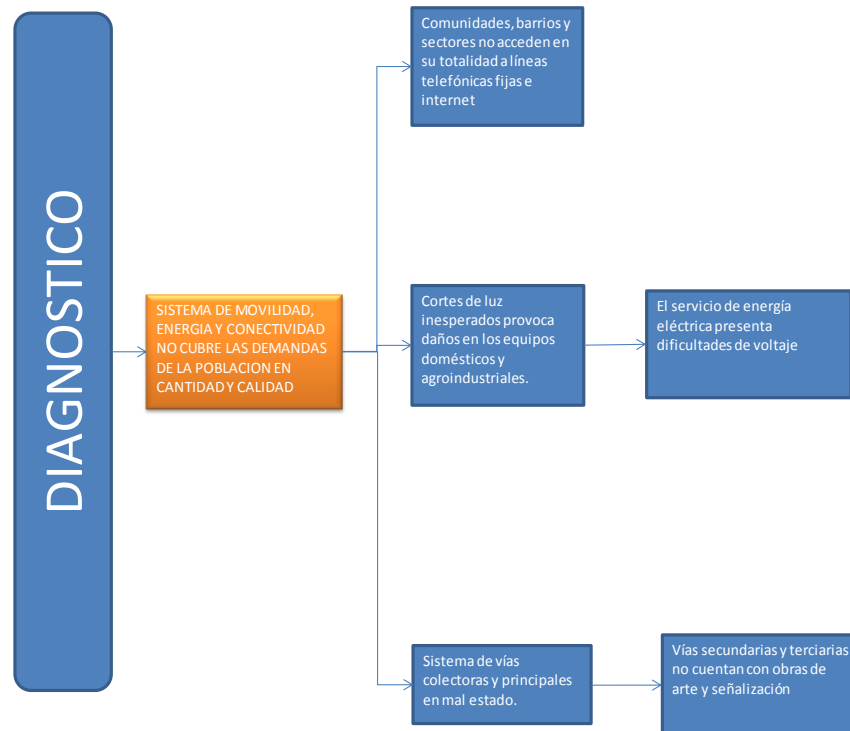 DIAGNOSTICO
SISTEMA DE MOVILIDAD,
ENERGIA Y CONECTIVIDAD
NO CUBRE LAS DEMANDAS
DE LA POBLACION EN
CANTIDAD Y CALIDAD
Comunidades, barrios y
sectores no acceden en
su totalidad a líneas
telefónicas fijas e
internet
Cortes de luz
inesperados provoca
daños en los equipos
domésticos y
agroindustriales.
El servicio de energía
eléctrica presenta
dificultades de voltaje
Sistema de vías
colectoras y principales
en mal estado.
Vías secundarias y terciarias
no cuentan con obras de
arte y señalización